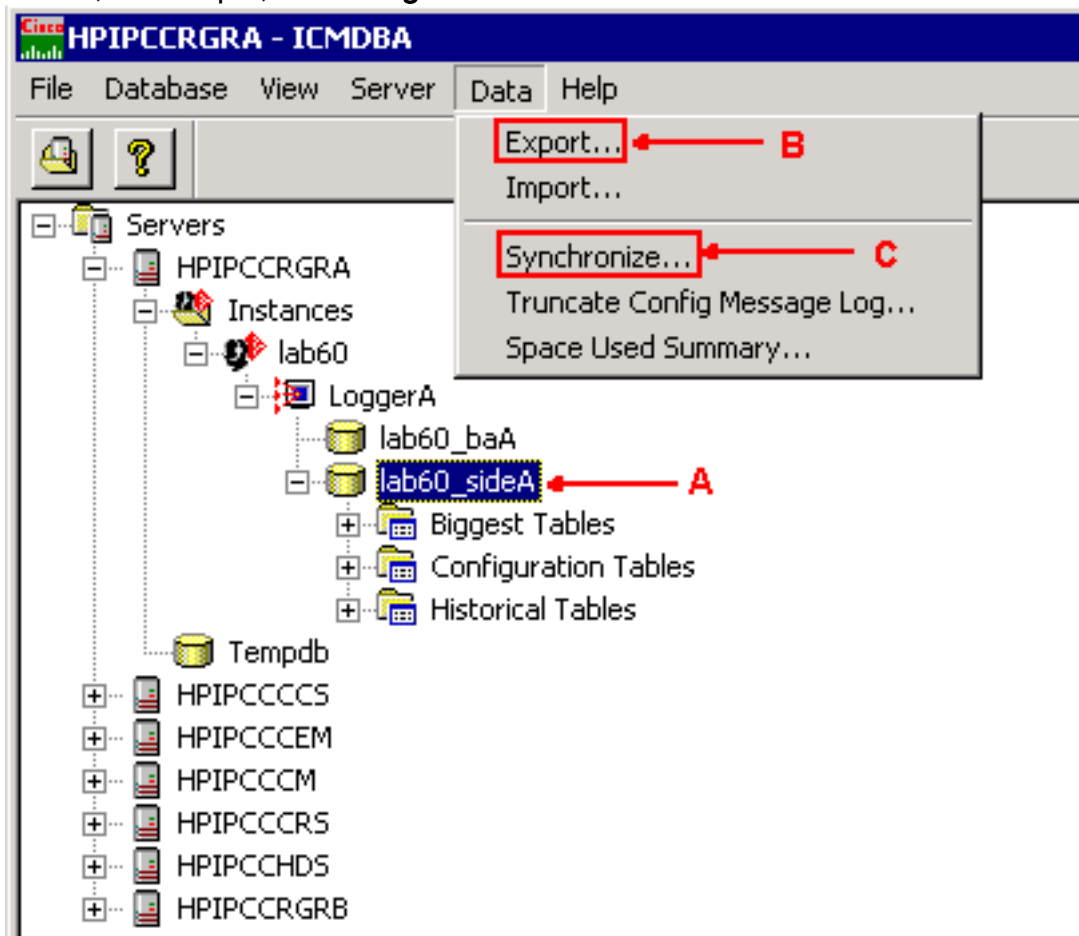 Cisco
HPIPCCRGRA - ICMDBA
File Database View Server Data Help
Export... B
Import...
Synchronize... C
Truncate Config Message Log...
Space Used Summary...
Servers
HPIPCCRGRA
Instances
lab60
LoggerA
lab60_baA
lab60_sideA A
Biggest Tables
Configuration Tables
Historical Tables
Tempdb
HPIPCCCCS
HPIPCCCEM
HPIPCCCM
HPIPCCCRS
HPIPCCHDS
HPIPCCRGRB